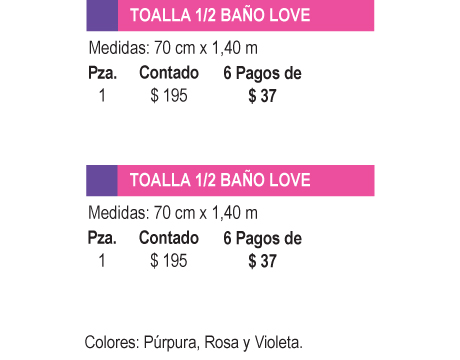 TOALLA 1/2 BAÑO LOVE
Medidas: 70 cm x 1,40 m
Pza. Contado 6 Pagos de
1 $ 195 $ 37
TOALLA 1/2 BAÑO LOVE
Medidas: 70 cm x 1,40 m
Pza. Contado 6 Pagos de
1 $ 195 $ 37
Colores: Púrpura, Rosa y Violeta.